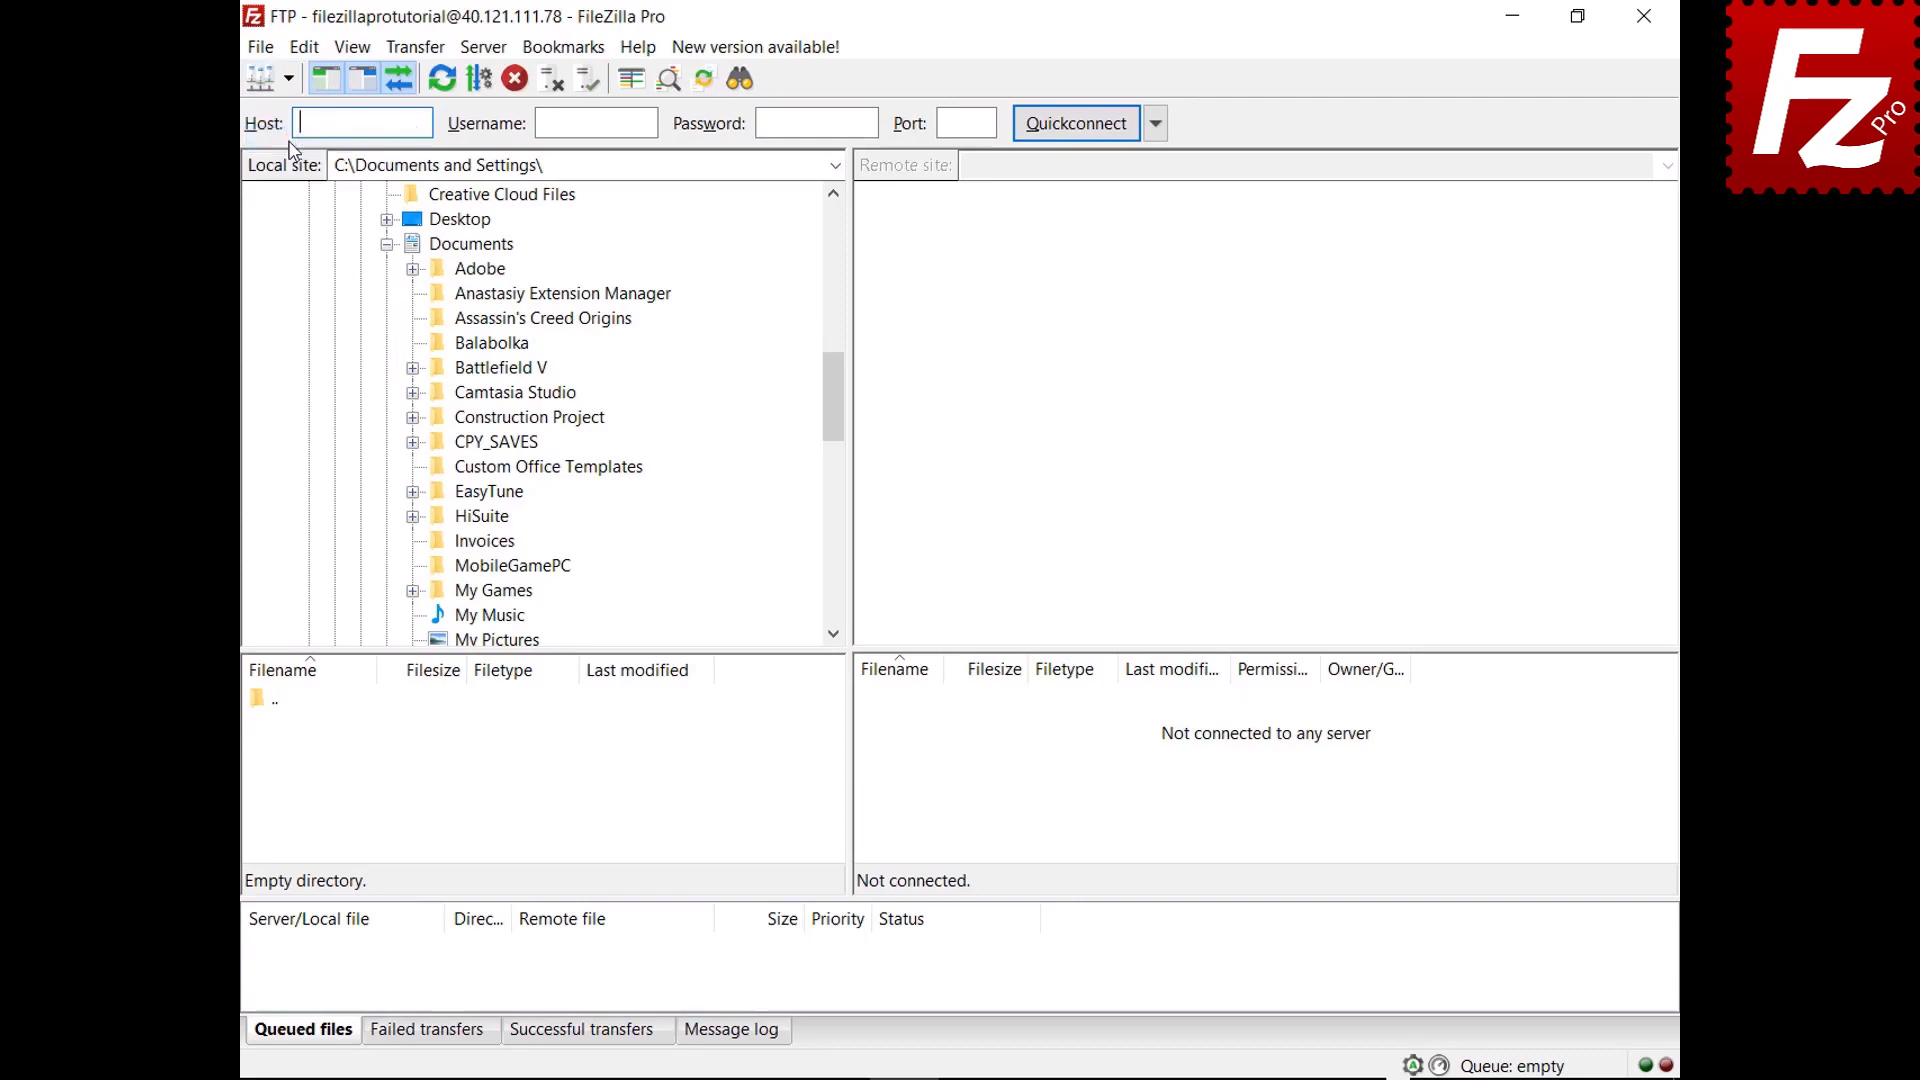 FTP - filezillaprotutorial@40.121.111.78 - FileZilla Pro
File Edit View Transfer Server Bookmarks Help New version available!
Host: Username: Password: Port: Quickconnect
Local site: C:\Documents and Settings\
Remote site:
Creative Cloud Files
Desktop
Documents
Adobe
Anastasiy Extension Manager
Assassin's Creed Origins
Balabolka
Battlefield V
Camtasia Studio
Construction Project
CPY_SAVES
Custom Office Templates
EasyTune
HiSuite
Invoices
MobileGamePC
My Games
My Music
My Pictures
Filename Filesize Filetype Last modified
..
Empty directory.
Filename Filesize Filetype Last modifi... Permissi... Owner/G...
Not connected to any server
Not connected.
Server/Local file Direc... Remote file Size Priority Status
Queued files Failed transfers Successful transfers Message log
Queue: empty
Fz Pro